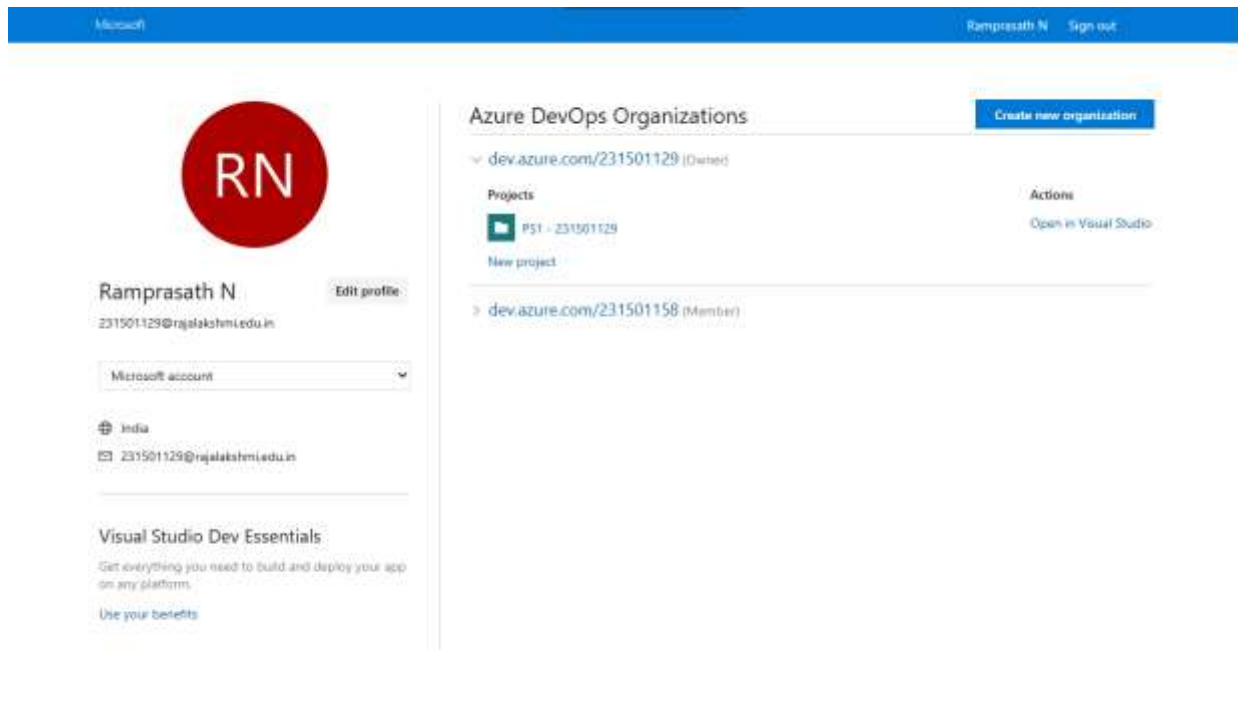 Microsoft
Ramprasath N Sign out
RN
Ramprasath N
Edit profile
231501129@rajalakshmi.edu.in
Microsoft account
India
231501129@rajalakshmi.edu.in
Visual Studio Dev Essentials
Get everything you need to build and deploy your app
on any platform.
Use your benefits
Azure DevOps Organizations
Create new organization
dev.azure.com/231501129 (Owner)
Projects
Actions
PS1 - 231501129
Open in Visual Studio
New project
dev.azure.com/231501158 (Member)